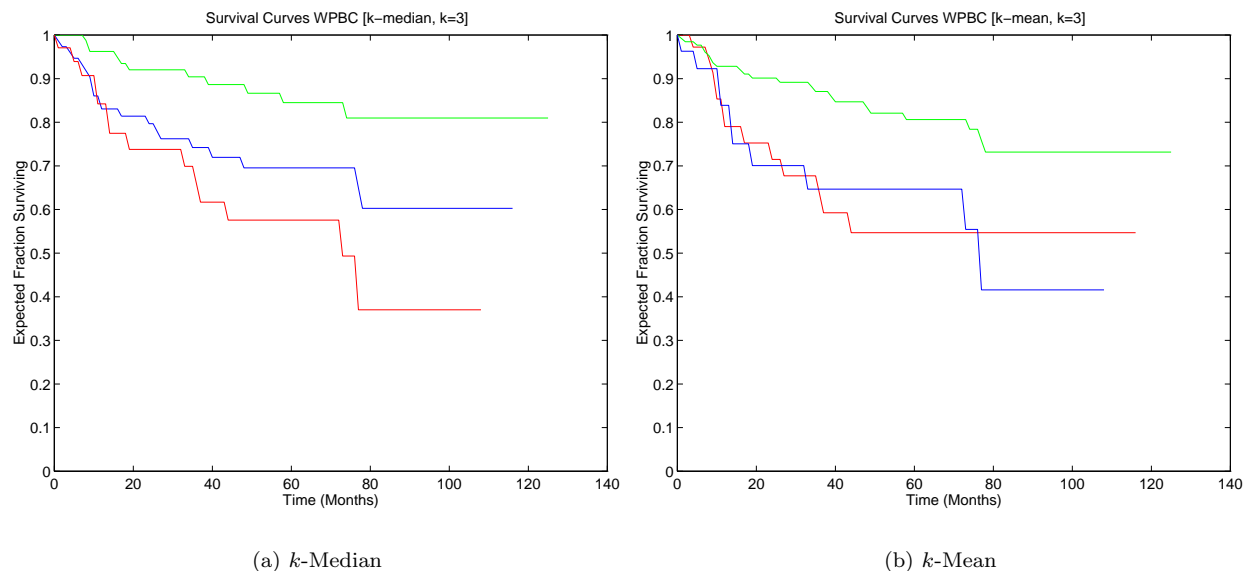 Survival Curves WPBC [k−median, k=3]
1
0.9
0.8
0.7
0.6
0.5
0.4
0.3
0.2
0.1
0
Expected Fraction Surviving
0 20 40 60 80 100 120 140
Time (Months)
(a) k-Median
Survival Curves WPBC [k−mean, k=3]
1
0.9
0.8
0.7
0.6
0.5
0.4
0.3
0.2
0.1
0
Expected Fraction Surviving
0 20 40 60 80 100 120 140
Time (Months)
(b) k-Mean